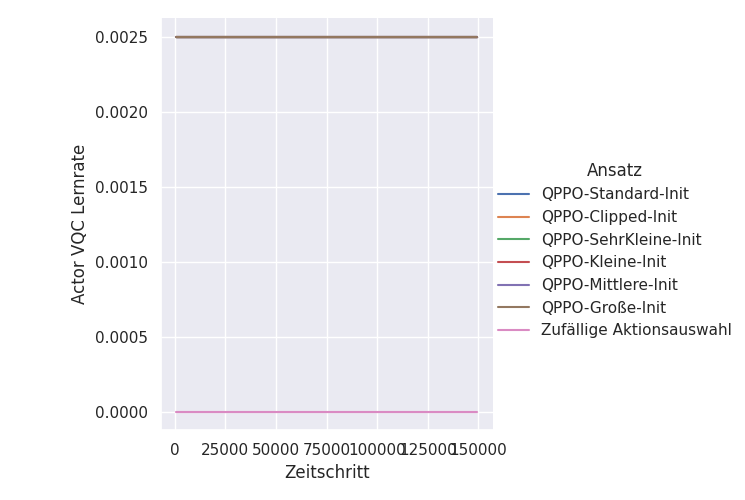 0.0025
0.0020
0.0015
0.0010
0.0005
0.0000
Actor VQC Lernrate
0 25000 50000 75000 100000 125000 150000
Zeitschritt
Ansatz
QPPO-Standard-Init
QPPO-Clipped-Init
QPPO-SehrKleine-Init
QPPO-Kleine-Init
QPPO-Mittlere-Init
QPPO-Große-Init
Zufällige Aktionsauswahl